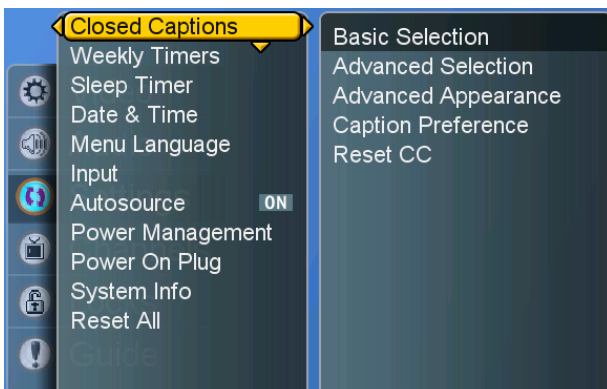 Closed Captions
Weekly Timers
Sleep Timer
Date & Time
Menu Language
Input
Autosource ON
Power Management
Power On Plug
System Info
Reset All
Guide
Basic Selection
Advanced Selection
Advanced Appearance
Caption Preference
Reset CC